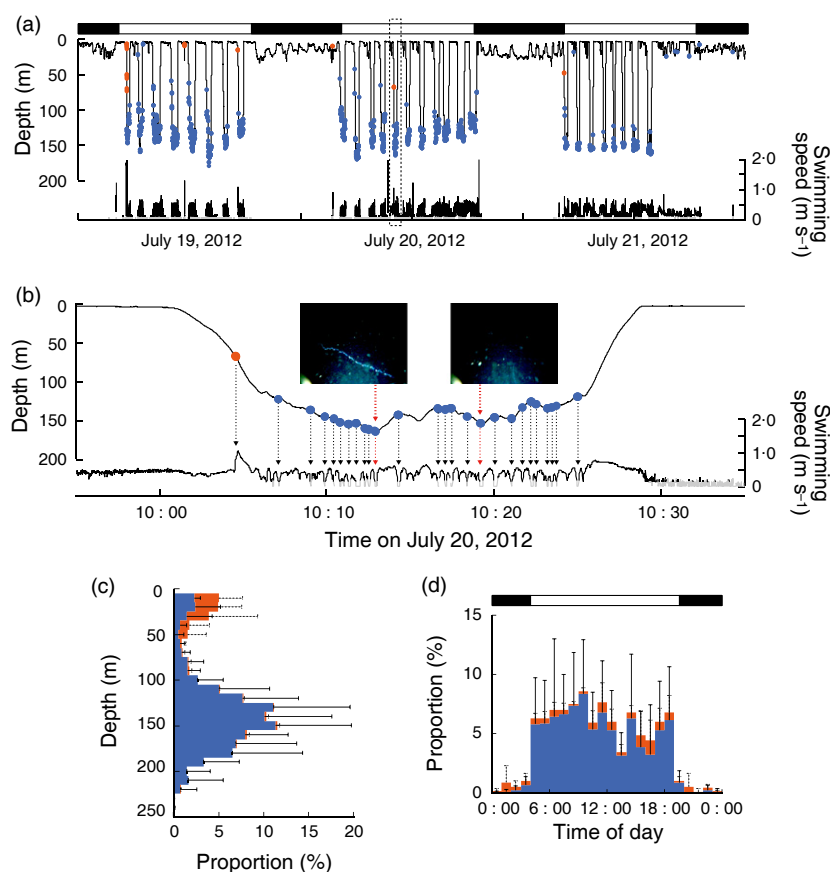 (a)
0
50
100
150
200
Depth (m)
2·0
1·0
0
Swimming speed (m s⁻¹)
July 19, 2012
July 20, 2012
July 21, 2012
(b)
0
50
100
150
200
Depth (m)
2·0
1·0
0
Swimming speed (m s⁻¹)
10 : 00
10 : 10
10 : 20
10 : 30
Time on July 20, 2012
(c)
0
50
100
150
200
250
Depth (m)
0
5
10
15
20
Proportion (%)
(d)
15
10
5
0
Proportion (%)
0 : 00
6 : 00
12 : 00
18 : 00
0 : 00
Time of day